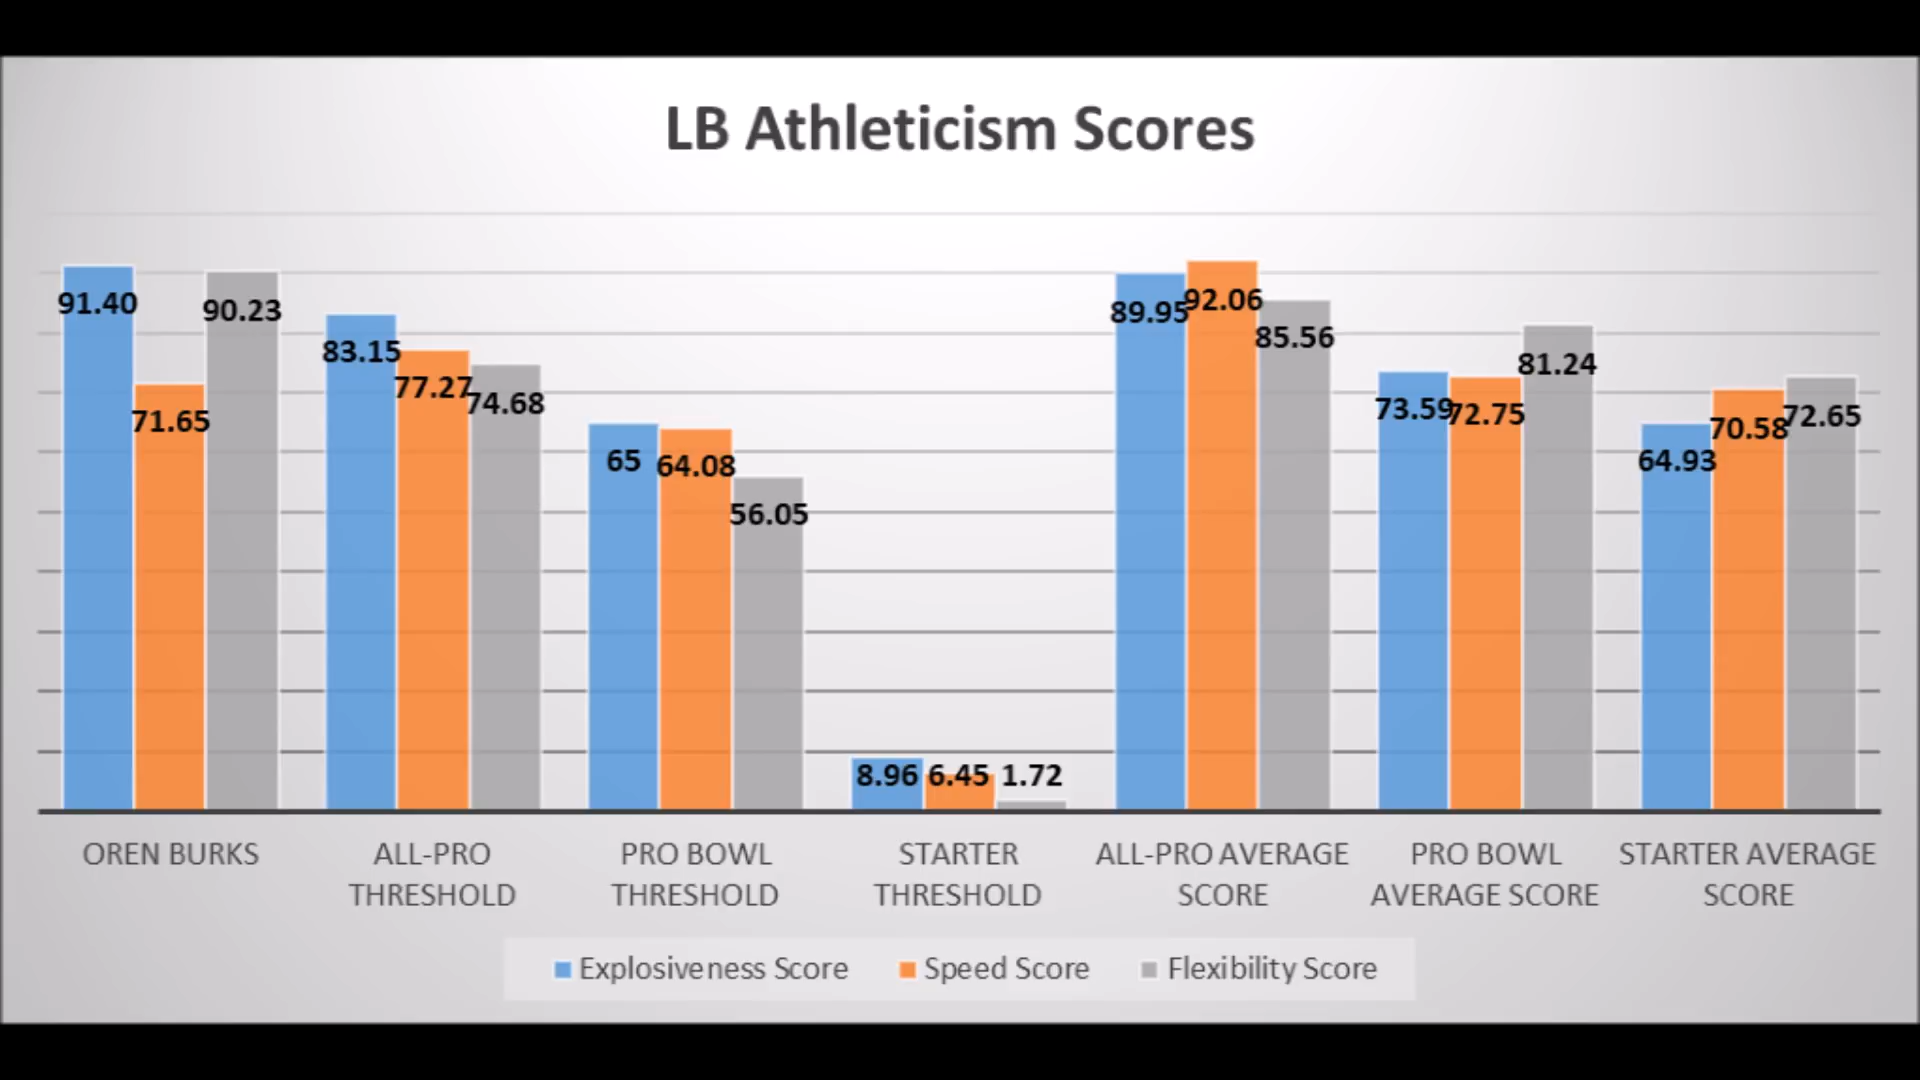 LB Athleticism Scores
91.40
71.65
90.23
83.15
77.27
74.68
65
64.08
56.05
8.96
6.45
1.72
89.95
92.06
85.56
73.59
72.75
81.24
64.93
70.58
72.65
OREN BURKS
ALL-PRO
THRESHOLD
PRO BOWL
THRESHOLD
STARTER
THRESHOLD
ALL-PRO AVERAGE
SCORE
PRO BOWL
AVERAGE SCORE
STARTER AVERAGE
SCORE
Explosiveness Score
Speed Score
Flexibility Score